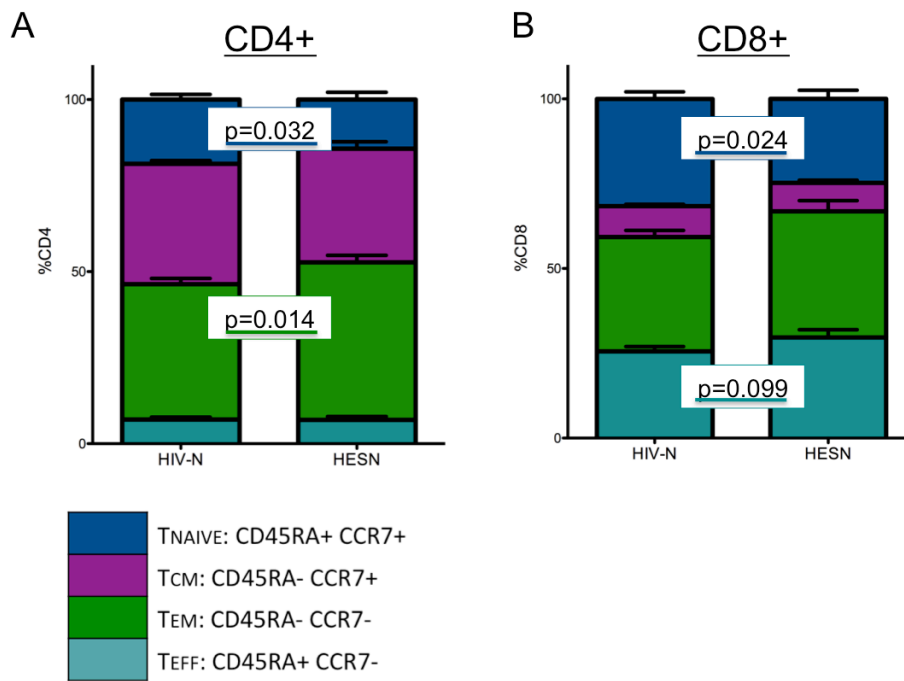 A
CD4+
100
50
0
%CD4
p=0.032
p=0.014
HIV-N
HESN
B
CD8+
100
50
0
%CD8
p=0.024
p=0.099
HIV-N
HESN
TNAIVE: CD45RA+ CCR7+
TCM: CD45RA- CCR7+
TEM: CD45RA- CCR7-
TEFF: CD45RA+ CCR7-